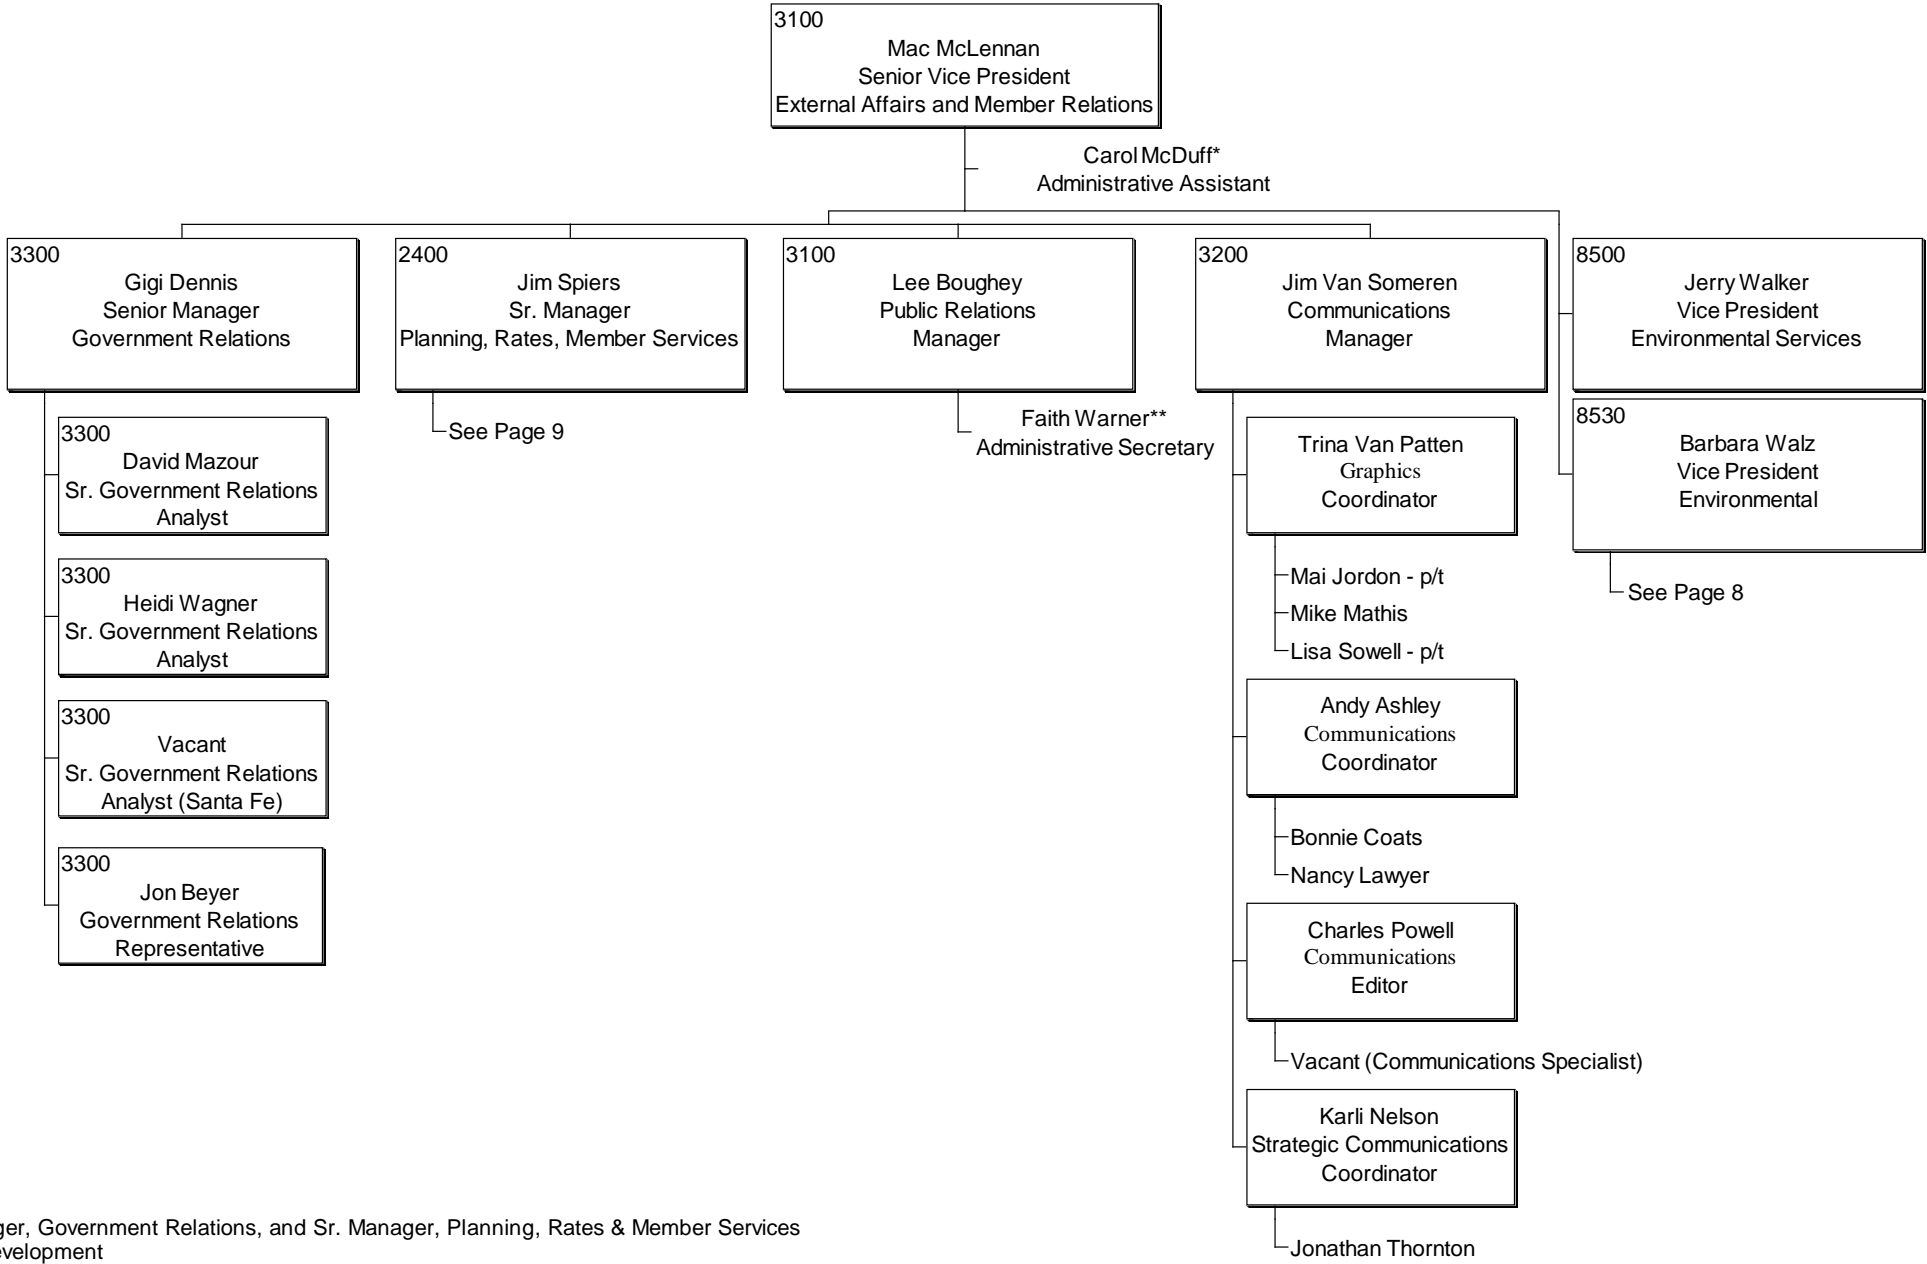 3100
Mac McLennan
Senior Vice President
External Affairs and Member Relations
Carol McDuff*
Administrative Assistant
3300
Gigi Dennis
Senior Manager
Government Relations
2400
Jim Spiers
Sr. Manager
Planning, Rates, Member Services
3100
Lee Boughey
Public Relations
Manager
3200
Jim Van Someren
Communications
Manager
8500
Jerry Walker
Vice President
Environmental Services
3300
David Mazour
Sr. Government Relations
Analyst
3300
Heidi Wagner
Sr. Government Relations
Analyst
3300
Vacant
Sr. Government Relations
Analyst (Santa Fe)
3300
Jon Beyer
Government Relations
Representative
See Page 9
Faith Warner**
Administrative Secretary
Trina Van Patten
Graphics
Coordinator
Mai Jordon - p/t
Mike Mathis
Lisa Sowell - p/t
Andy Ashley
Communications
Coordinator
Bonnie Coats
Nancy Lawyer
Charles Powell
Communications
Editor
Vacant (Communications Specialist)
Karli Nelson
Strategic Communications
Coordinator
Jonathan Thornton
8530
Barbara Walz
Vice President
Environmental
See Page 8
ger, Government Relations, and Sr. Manager, Planning, Rates & Member Services
evelopment